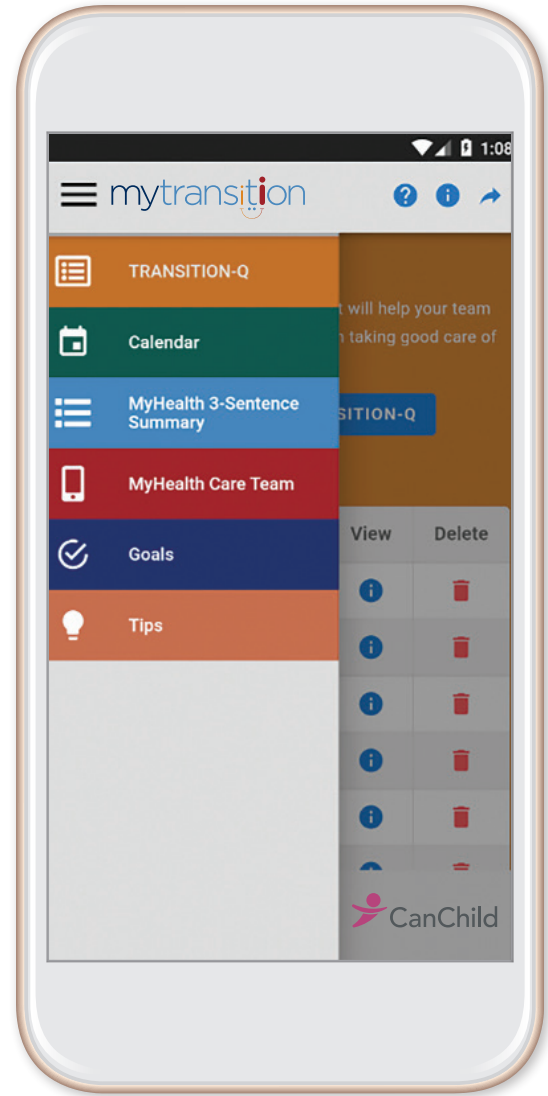 1:08
mytransition
TRANSITION-Q
t will help your team
Calendar
n taking good care of
MyHealth 3-Sentence
Summary
SITION-Q
MyHealth Care Team
View Delete
Goals
Tips
CanChild